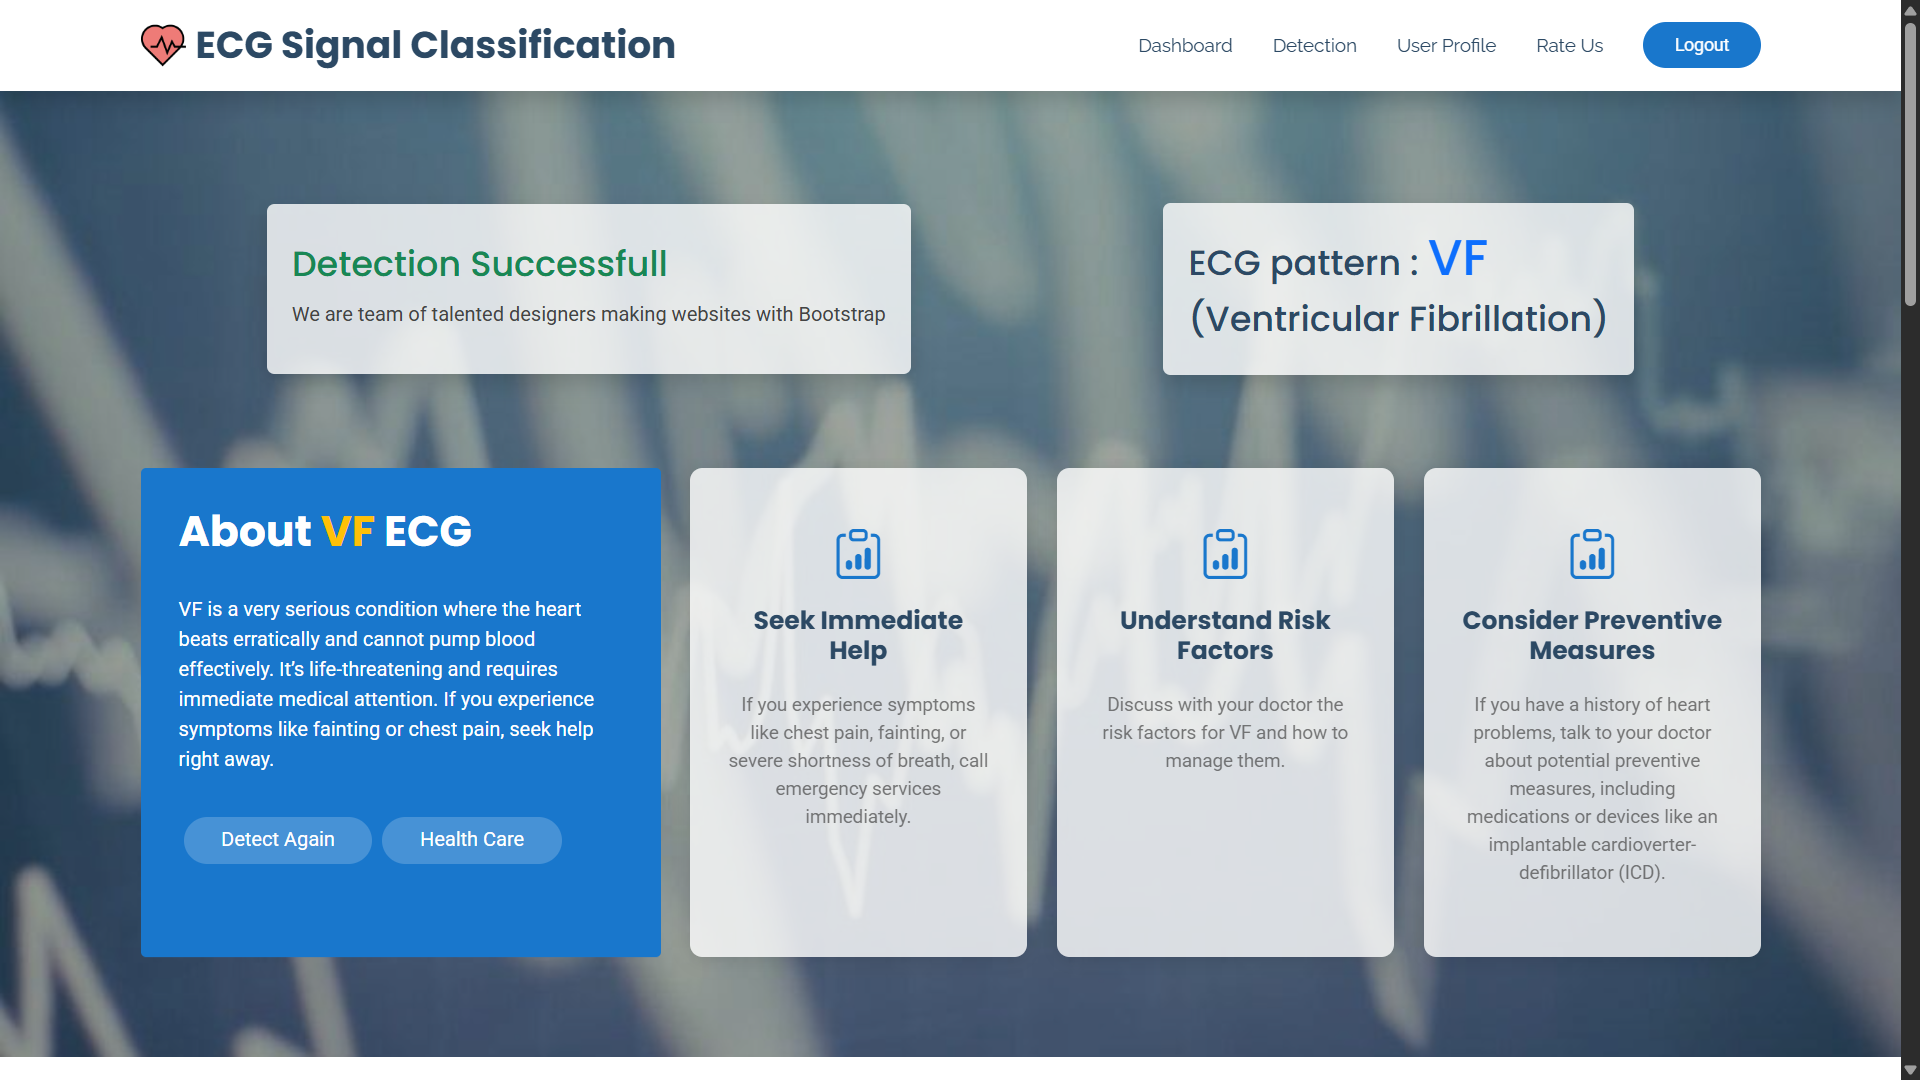 ECG Signal Classification
Dashboard
Detection
User Profile
Rate Us
Logout
Detection Successfull
We are team of talented designers making websites with Bootstrap
ECG pattern : VF
(Ventricular Fibrillation)
About VF ECG
VF is a very serious condition where the heart
beats erratically and cannot pump blood
effectively. It’s life-threatening and requires
immediate medical attention. If you experience
symptoms like fainting or chest pain, seek help
right away.
Detect Again
Health Care
Seek Immediate
Help
If you experience symptoms
like chest pain, fainting, or
severe shortness of breath, call
emergency services
immediately.
Understand Risk
Factors
Discuss with your doctor the
risk factors for VF and how to
manage them.
Consider Preventive
Measures
If you have a history of heart
problems, talk to your doctor
about potential preventive
measures, including
medications or devices like an
implantable cardioverter-
defibrillator (ICD).